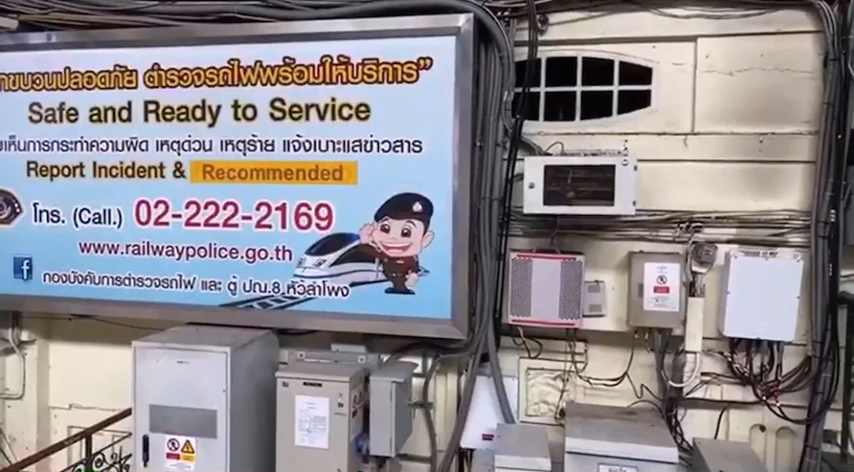 ขบวนปลอดภัย ตำรวจรถไฟพร้อมให้บริการ”
Safe and Ready to Service
เห็นการกระทำความผิด เหตุด่วน เหตุร้าย แจ้งเบาะแสข่าวสาร
Report Incident & Recommended
โทร. (Call.) 02-222-2169
www.railwaypolice.go.th
f กองบังคับการตำรวจรถไฟ และ ตู้ ปณ.8 หัวลำโพง